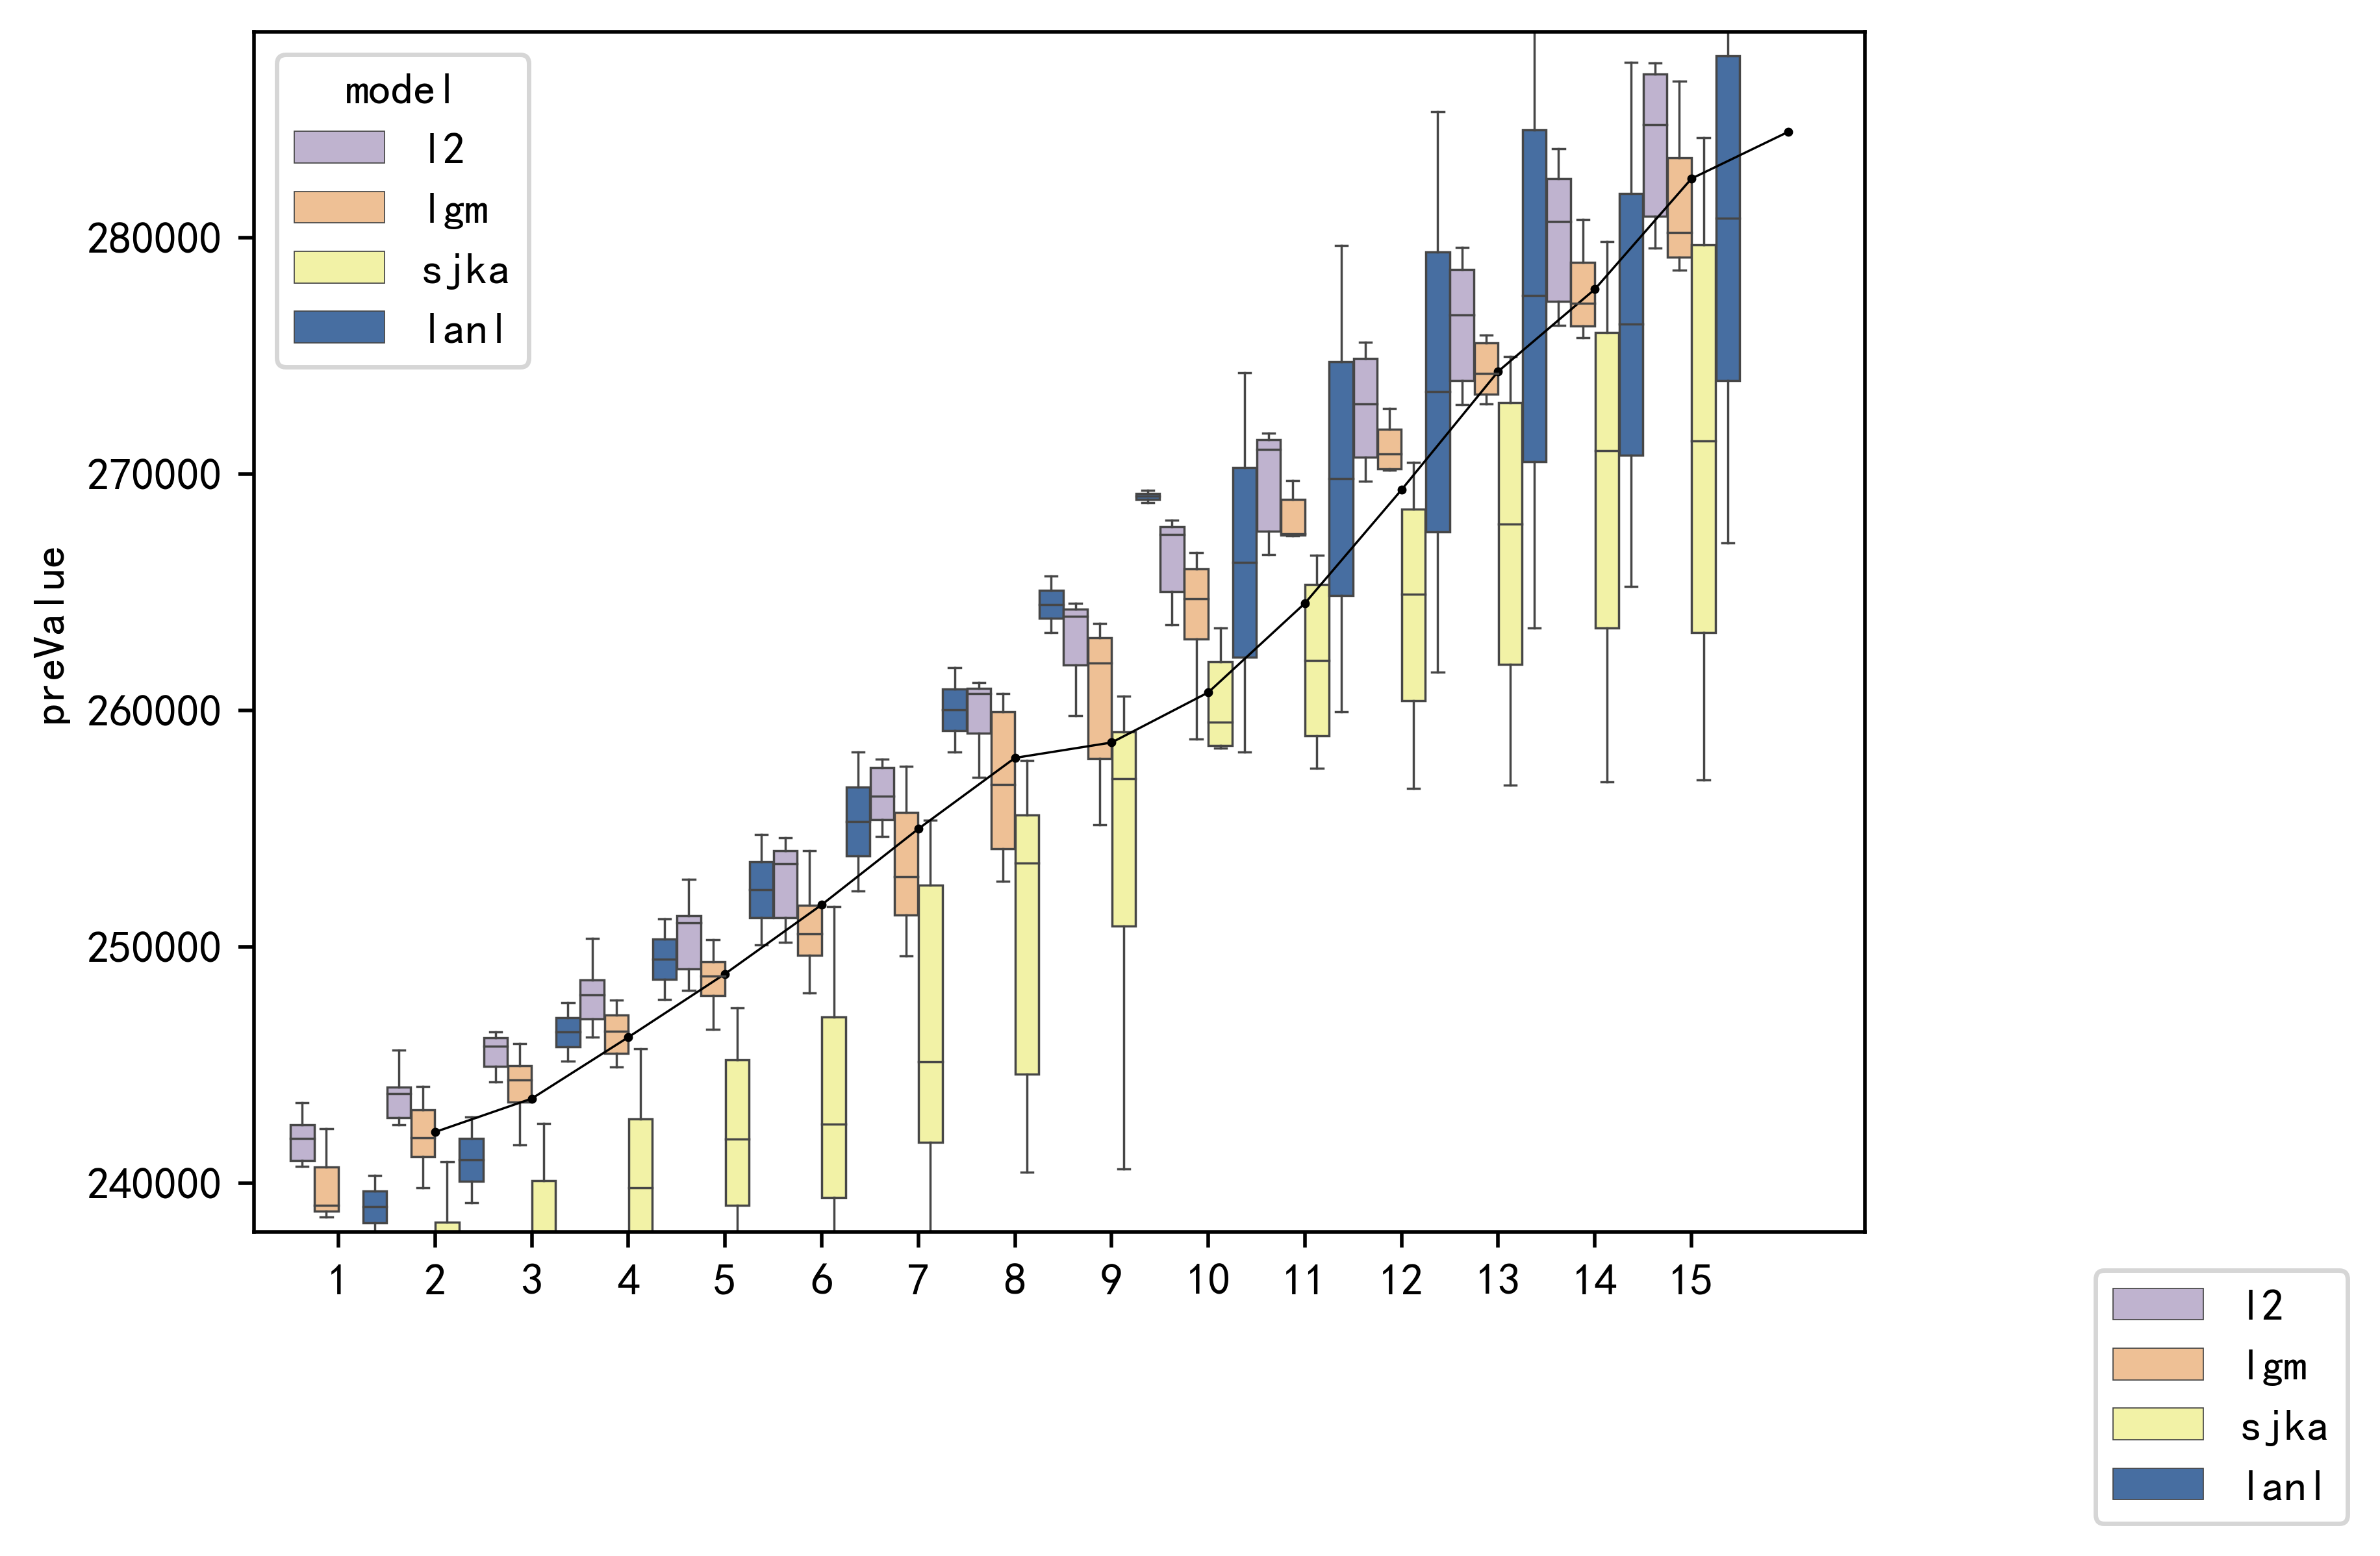 model
l2
lgm
sjka
lanl
preValue
280000
270000
260000
250000
240000
1 2 3 4 5 6 7 8 9 10 11 12 13 14 15
l2
lgm
sjka
lanl